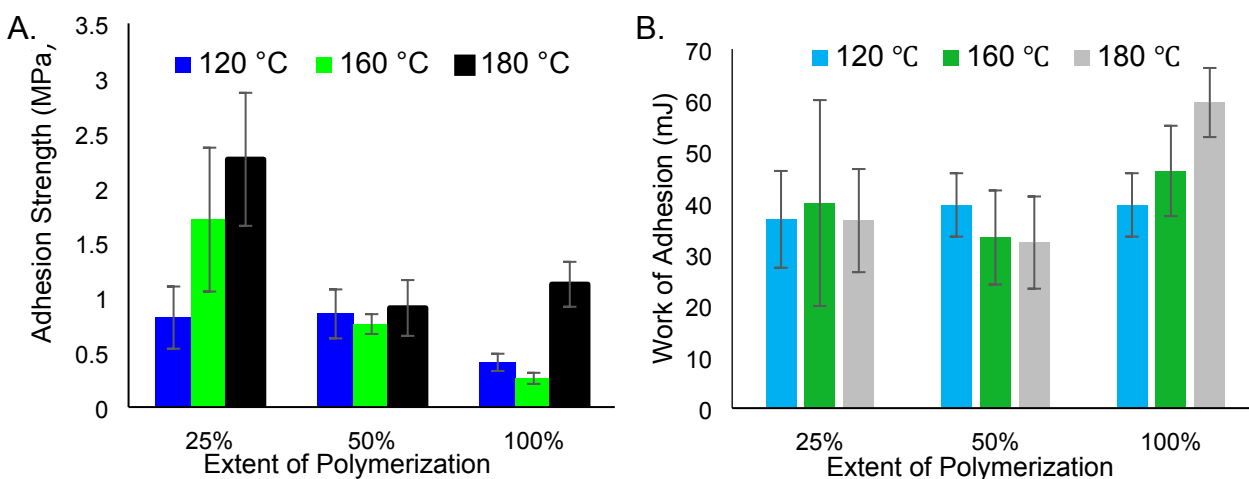 A.
Adhesion Strength (MPa,
3.5
3
2.5
2
1.5
1
0.5
0
120 °C 160 °C 180 °C
25% 50% 100%
Extent of Polymerization
B.
Work of Adhesion (mJ)
70
60
50
40
30
20
10
0
120 °C 160 °C 180 °C
25% 50% 100%
Extent of Polymerization